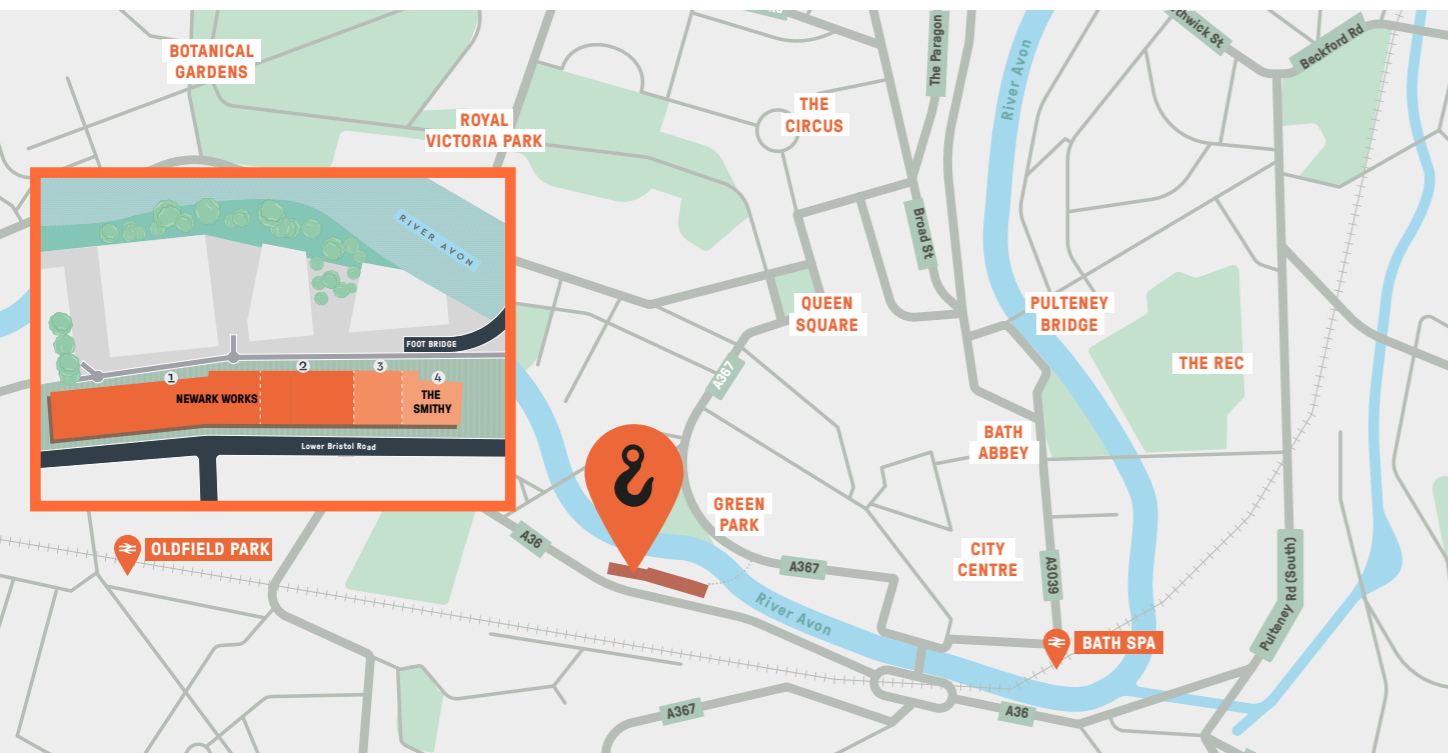 The Paragon
River Avon
thwick St
Beckford Rd
BOTANICAL
GARDENS
ROYAL
VICTORIA PARK
THE
CIRCUS
Broad St
RIVER AVON
FOOT BRIDGE
1
2
3
4
NEWARK WORKS
THE
SMITHY
Lower Bristol Road
QUEEN
SQUARE
PULTENEY
BRIDGE
THE REC
A367
BATH
ABBEY
GREEN
PARK
A36
OLDFIELD PARK
A367
CITY
CENTRE
A3039
Pulteney Rd (South)
River Avon
BATH SPA
A367
A36